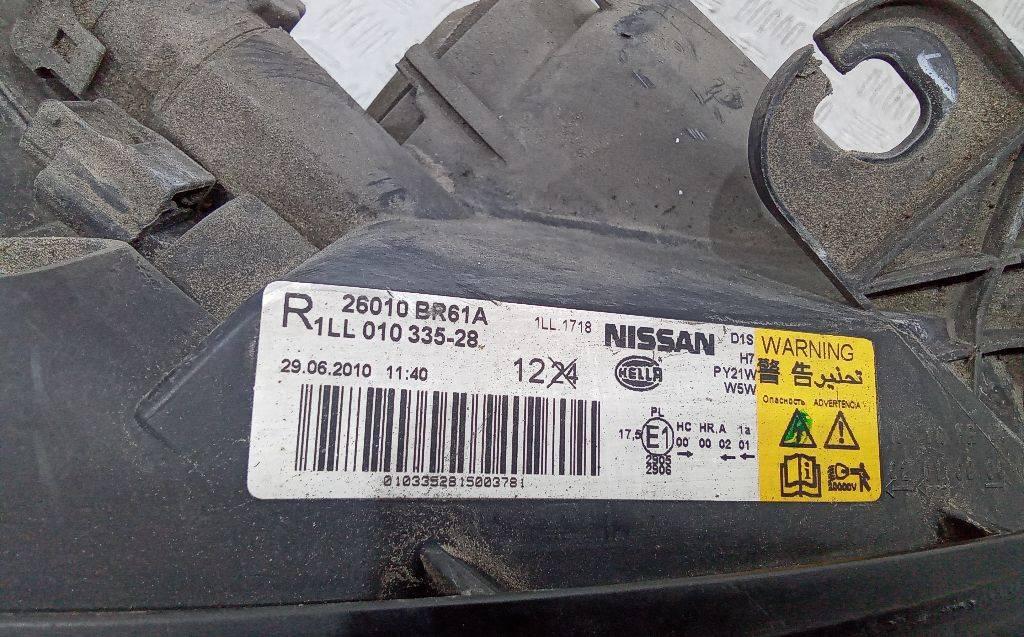 R 26010 BR61A
1LL 010 335-28
1LL.1718
NISSAN
HELLA
29.06.2010 11:40
12
D1S
H7
PY21W
W5W
PL
17,5 E1 HC HR,A 1a
00 00 02 01
2505
2506
0103352815003781
WARNING
警告 تحذير
Опасность ADVERTENCIA
i
20000V